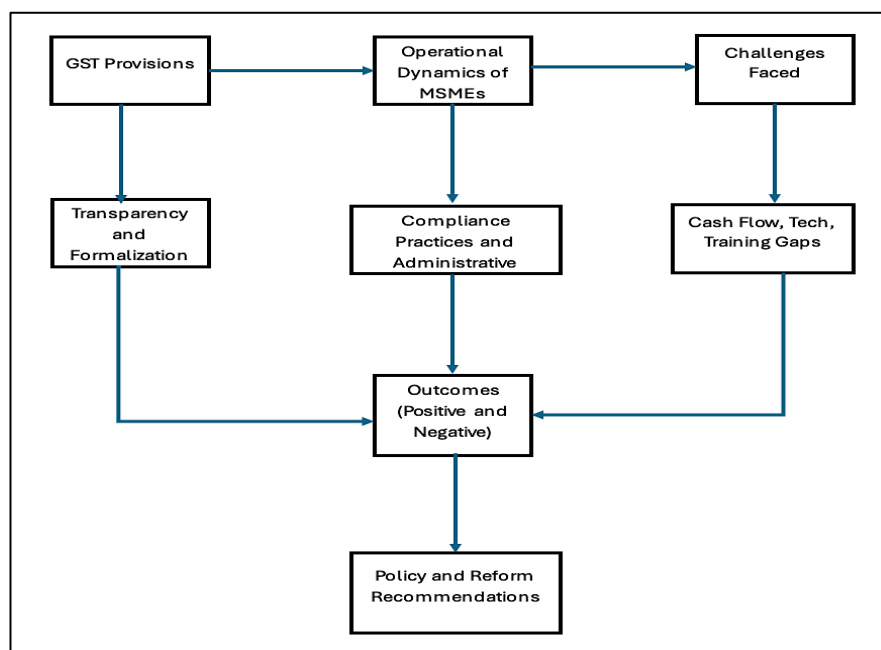 GST Provisions
Operational
Dynamics of
MSMEs
Challenges
Faced
Transparency
and
Formalization
Compliance
Practices and
Administrative
Cash Flow, Tech,
Training Gaps
Outcomes
(Positive and
Negative)
Policy and Reform
Recommendations